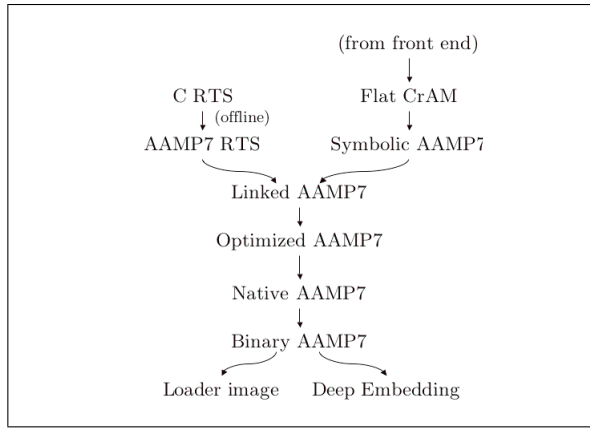 (from front end)
C RTS
Flat CrAM
(offline)
AAMP7 RTS
Symbolic AAMP7
Linked AAMP7
Optimized AAMP7
Native AAMP7
Binary AAMP7
Loader image
Deep Embedding